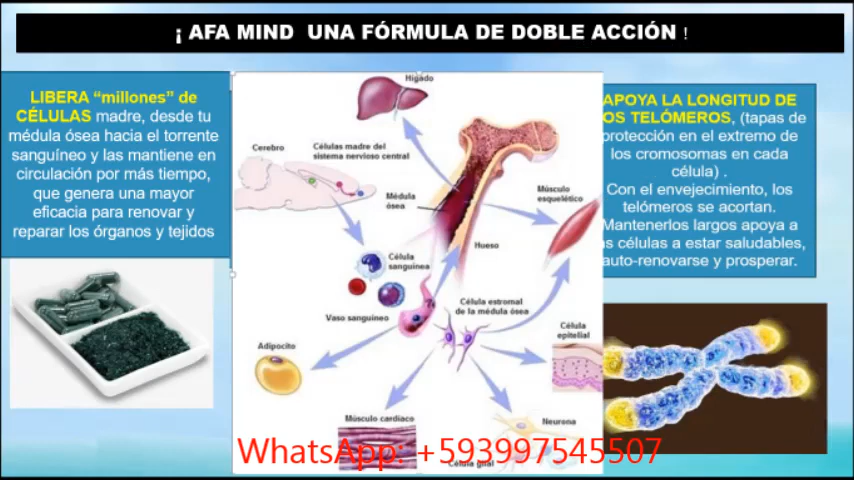 ¡ AFA MIND UNA FÓRMULA DE DOBLE ACCIÓN !
LIBERA “millones” de
CÉLULAS madre, desde tu
médula ósea hacia el torrente
sanguíneo y las mantiene en
circulación por más tiempo,
que genera una mayor
eficacia para renovar y
reparar los órganos y tejidos
Hígado
Cerebro
Células madre del
sistema nervioso central
Médula
ósea
Músculo
esquelético
Hueso
Célula
sanguínea
Vaso sanguíneo
Célula estromal
de la médula ósea
Célula
epitelial
Adipocito
Músculo cardíaco
Neurona
Célula glial
APOYA LA LONGITUD DE
OS TELÓMEROS, (tapas de
protección en el extremo de
los cromosomas en cada
célula) .
Con el envejecimiento, los
telómeros se acortan.
Mantenerlos largos apoya a
as células a estar saludables,
auto-renovarse y prosperar.
WhatsApp: +593997545507